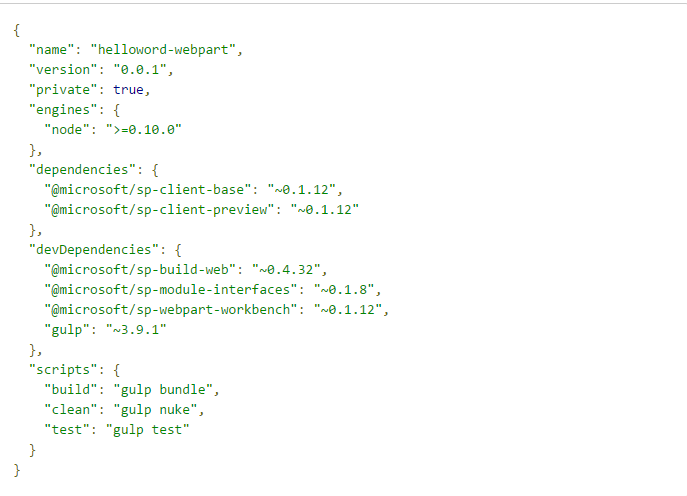 {
  "name": "helloword-webpart",
  "version": "0.0.1",
  "private": true,
  "engines": {
    "node": ">=0.10.0"
  },
  "dependencies": {
    "@microsoft/sp-client-base": "~0.1.12",
    "@microsoft/sp-client-preview": "~0.1.12"
  },
  "devDependencies": {
    "@microsoft/sp-build-web": "~0.4.32",
    "@microsoft/sp-module-interfaces": "~0.1.8",
    "@microsoft/sp-webpart-workbench": "~0.1.12",
    "gulp": "~3.9.1"
  },
  "scripts": {
    "build": "gulp bundle",
    "clean": "gulp nuke",
    "test": "gulp test"
  }
}